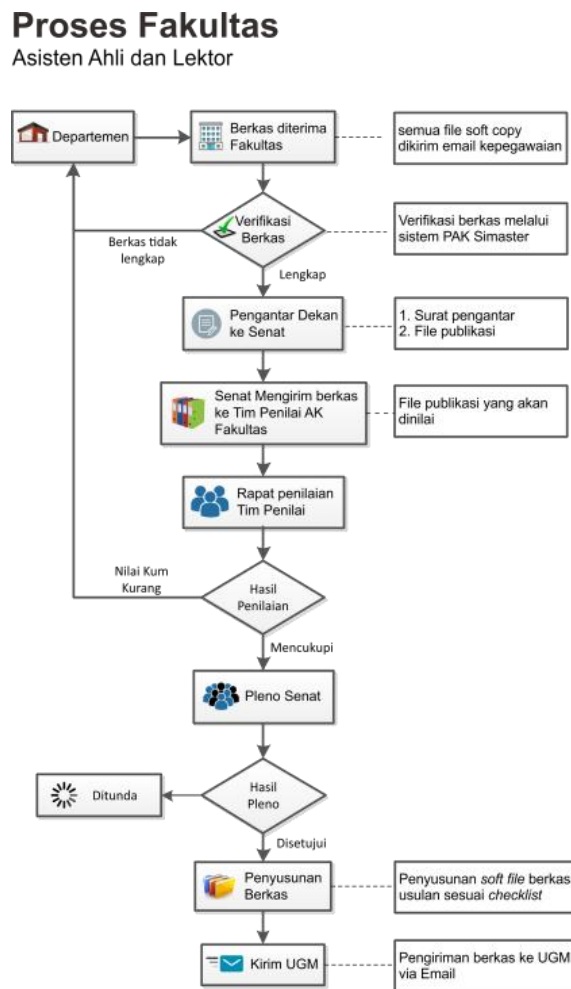 Proses Fakultas
Asisten Ahli dan Lektor
Departemen
Berkas diterima
Fakultas
semua file soft copy
dikirim email kepegawaian
Verifikasi
Berkas
Verifikasi berkas melalui
sistem PAK Simaster
Berkas tidak
lengkap
Lengkap
Pengantar Dekan
ke Senat
1. Surat pengantar
2. File publikasi
Senat Mengirim berkas
ke Tim Penilai AK
Fakultas
File publikasi yang akan
dinilai
Rapat penilaian
Tim Penilai
Nilai Kum
Kurang
Hasil
Penilaian
Mencukupi
Pleno Senat
Ditunda
Hasil
Pleno
Disetujui
Penyusunan
Berkas
Penyusunan soft file berkas
usulan sesuai checklist
Kirim UGM
Pengiriman berkas ke UGM
via Email